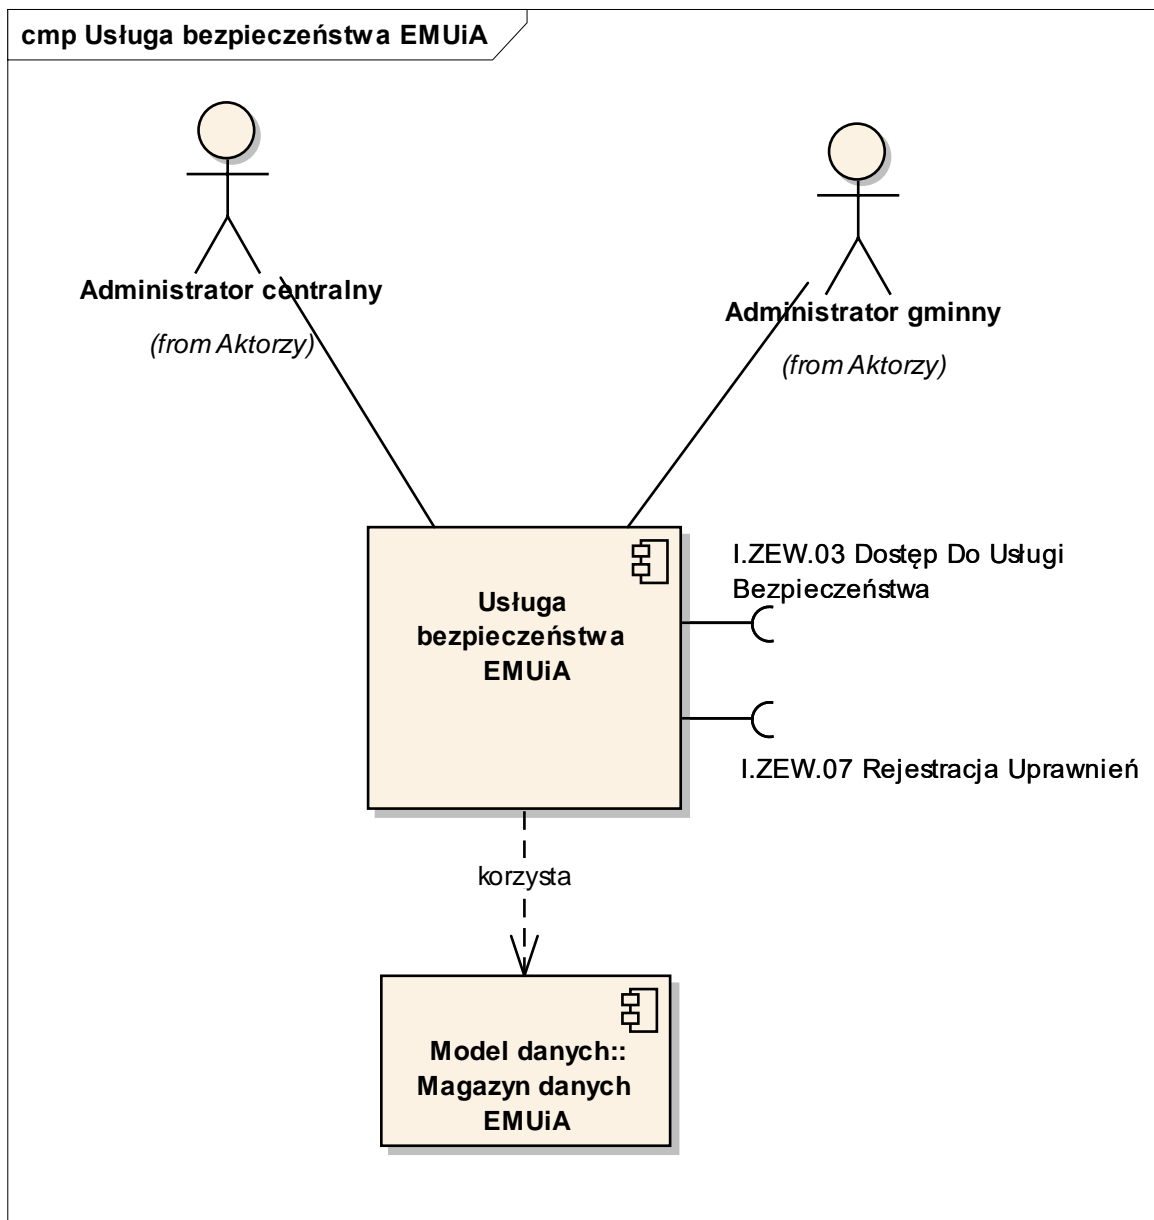 cmp Usługa bezpieczeństwa EMUiA
Administrator centralny
(from Aktorzy)
Administrator gminny
(from Aktorzy)
Usługa
bezpieczeństwa
EMUiA
I.ZEW.03 Dostęp Do Usługi
Bezpieczeństwa
I.ZEW.07 Rejestracja Uprawnień
korzysta
Model danych::
Magazyn danych
EMUiA